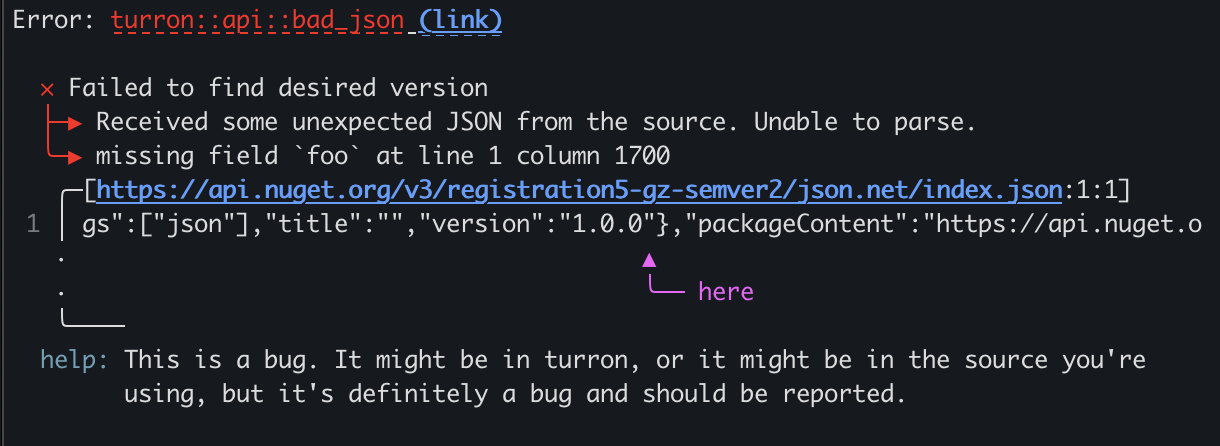 Error: turron::api::bad_json (link)
× Failed to find desired version
Received some unexpected JSON from the source. Unable to parse.
missing field `foo` at line 1 column 1700
[https://api.nuget.org/v3/registration5-gz-semver2/json.net/index.json:1:1]
1 gs":["json"],"title":"","version":"1.0.0"},"packageContent":"https://api.nuget.o
here
help: This is a bug. It might be in turron, or it might be in the source you're
using, but it's definitely a bug and should be reported.